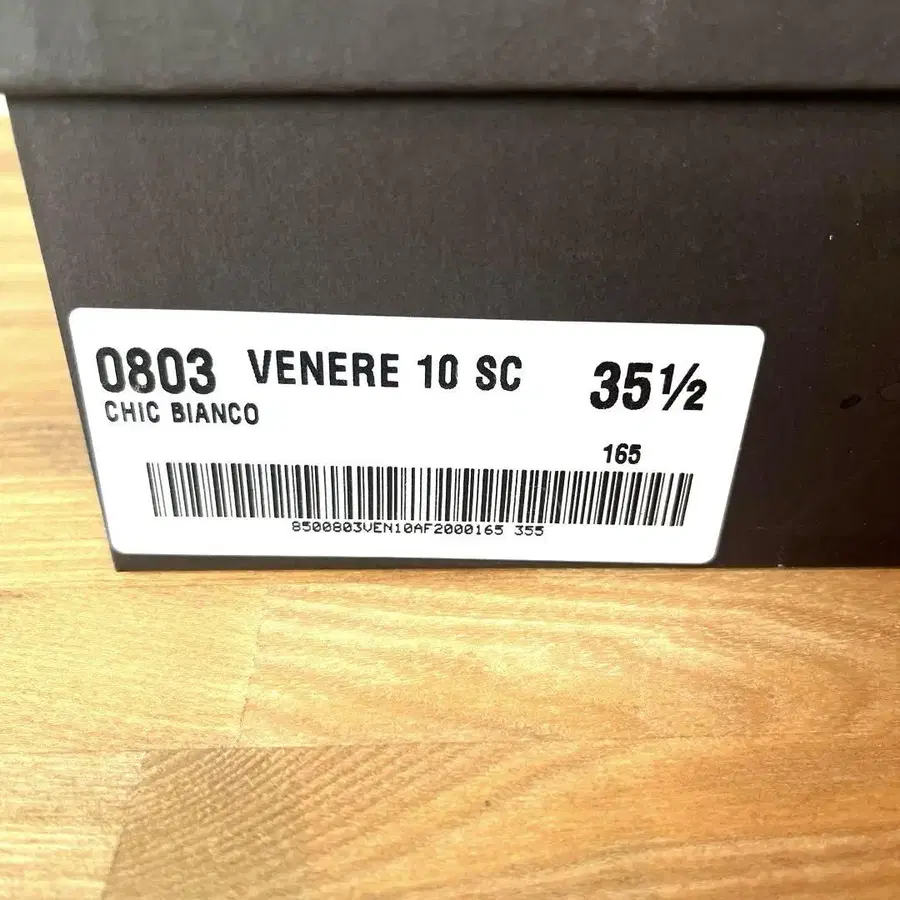 0803 VENERE 10 SC 35½
CHIC BIANCO
165
8500803VEN10AF2000165 355